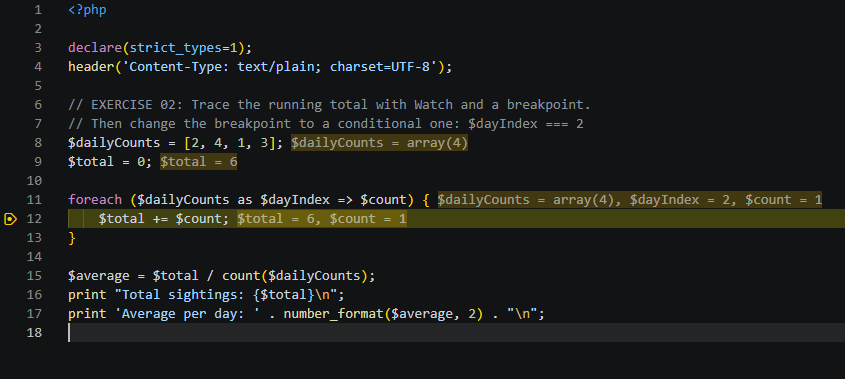 1 <?php
2
3 declare(strict_types=1);
4 header('Content-Type: text/plain; charset=UTF-8');
5
6 // EXERCISE 02: Trace the running total with Watch and a breakpoint.
7 // Then change the breakpoint to a conditional one: $dayIndex === 2
8 $dailyCounts = [2, 4, 1, 3]; $dailyCounts = array(4)
9 $total = 0; $total = 6
10
11 foreach ($dailyCounts as $dayIndex => $count) { $dailyCounts = array(4), $dayIndex = 2, $count = 1
12 $total += $count; $total = 6, $count = 1
13 }
14
15 $average = $total / count($dailyCounts);
16 print "Total sightings: {$total}\n";
17 print 'Average per day: ' . number_format($average, 2) . "\n";
18